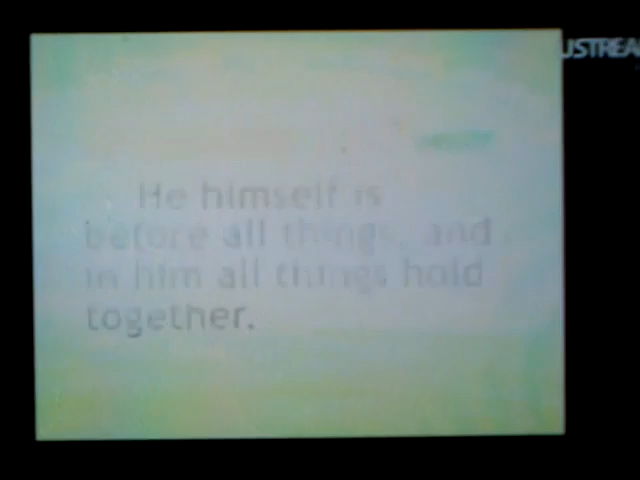 He himself is
before all things, and
in him all things hold
together.
USTREA